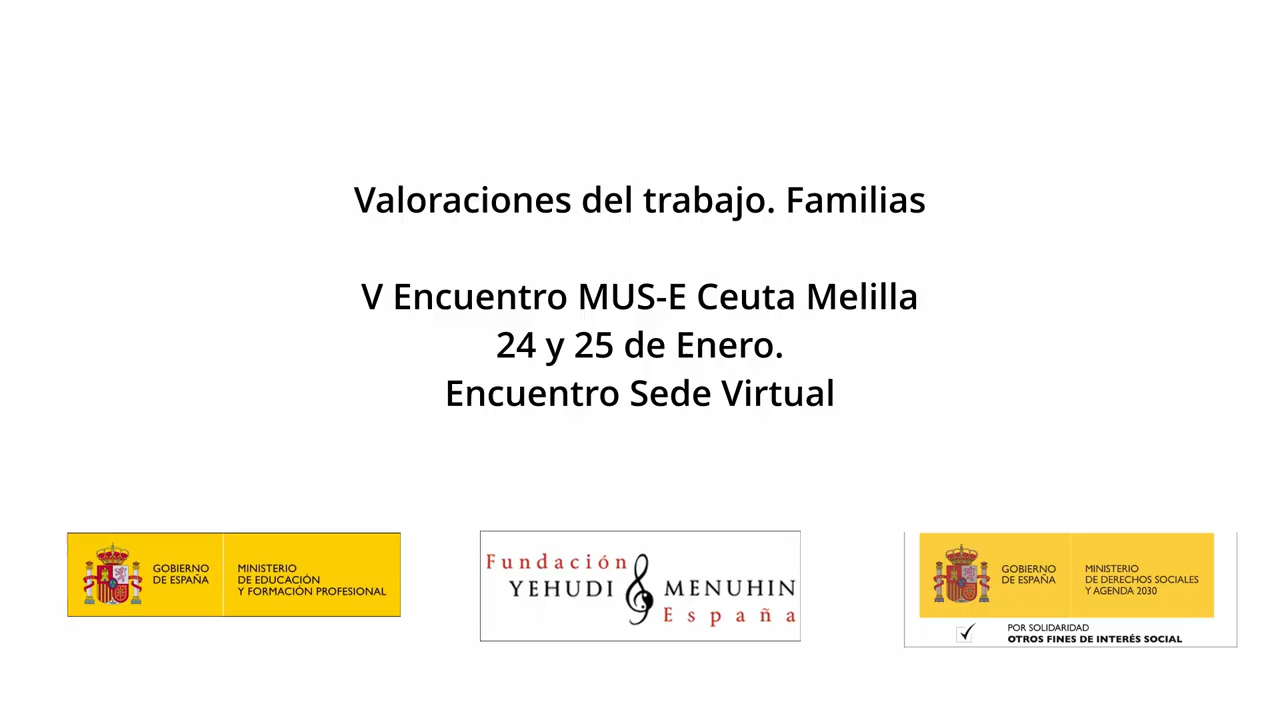 Valoraciones del trabajo. Familias
V Encuentro MUS-E Ceuta Melilla
24 y 25 de Enero.
Encuentro Sede Virtual
GOBIERNO
DE ESPAÑA
MINISTERIO
DE EDUCACIÓN
Y FORMACIÓN PROFESIONAL
Fundación
YEHUDI MENUHIN
España
GOBIERNO
DE ESPAÑA
MINISTERIO
DE DERECHOS SOCIALES
Y AGENDA 2030
POR SOLIDARIDAD
OTROS FINES DE INTERÉS SOCIAL